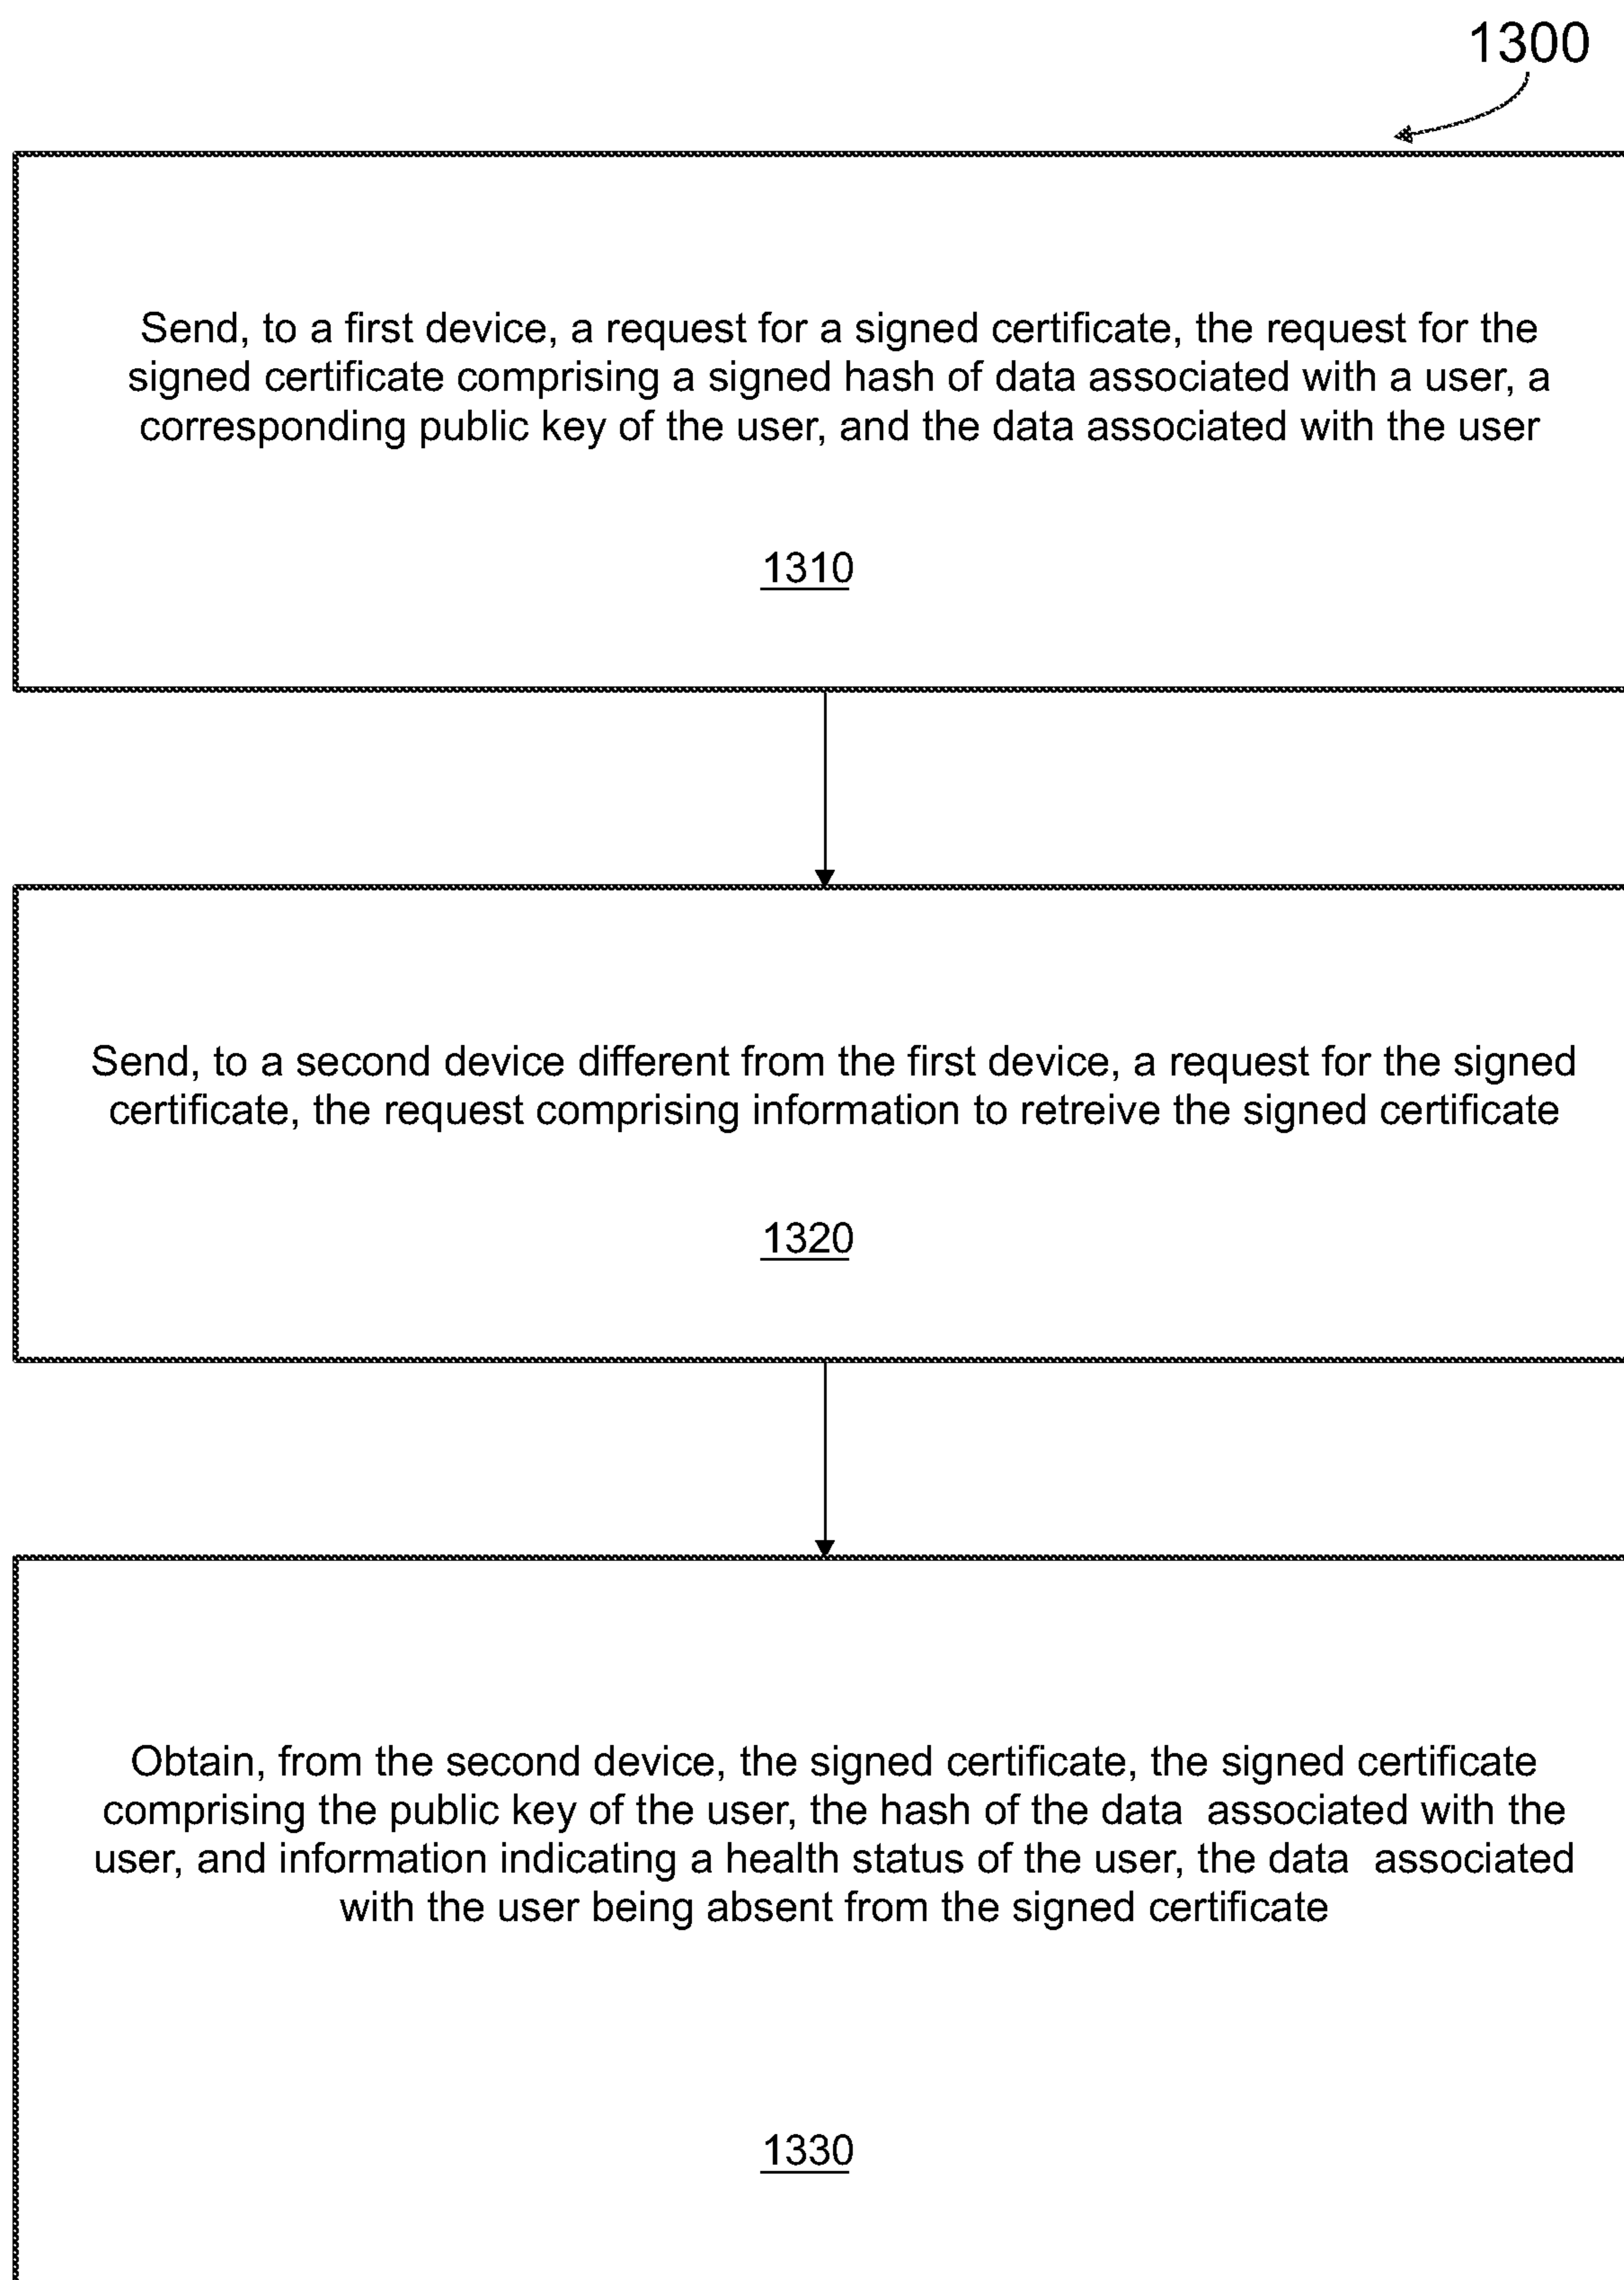 1300
Send, to a first device, a request for a signed certificate, the request for the
signed certificate comprising a signed hash of data associated with a user, a
corresponding public key of the user, and the data associated with the user
1310
Send, to a second device different from the first device, a request for the signed
certificate, the request comprising information to retreive the signed certificate
1320
Obtain, from the second device, the signed certificate, the signed certificate
comprising the public key of the user, the hash of the data  associated with the
user, and information indicating a health status of the user, the data  associated
with the user being absent from the signed certificate
1330